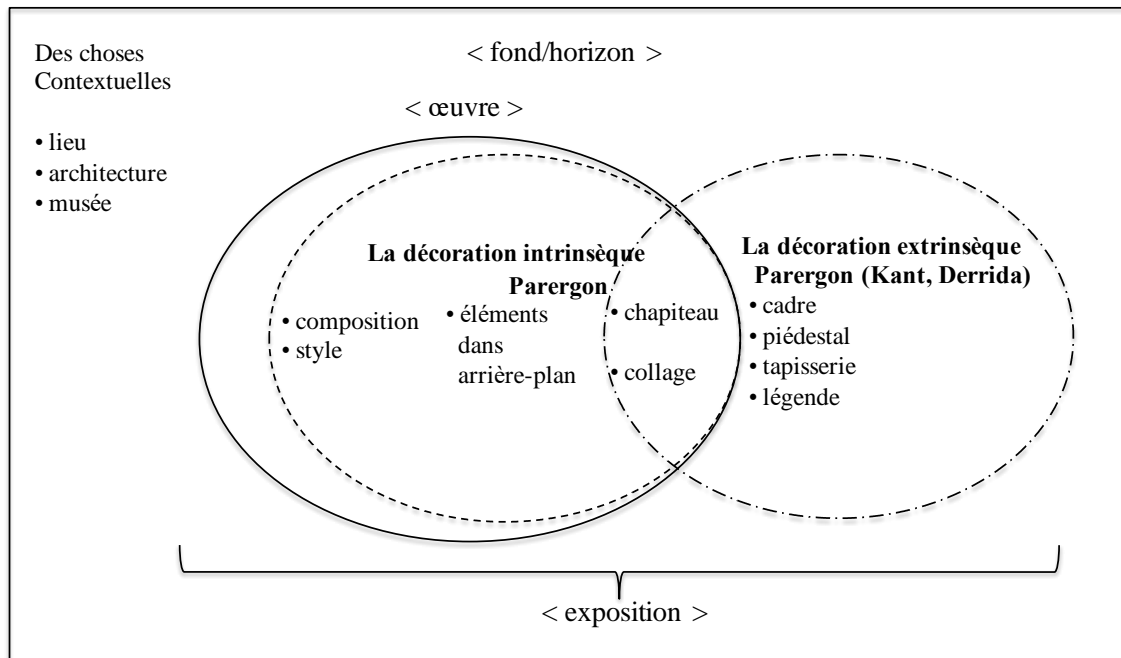 Des choses
Contextuelles
• lieu
• architecture
• musée
< fond/horizon >
< œuvre >
La décoration intrinsèque
Parergon
• composition
• style
• éléments
dans
arrière-plan
• chapiteau
• collage
La décoration extrinsèque
Parergon (Kant, Derrida)
• cadre
• piédestal
• tapisserie
• légende
< exposition >